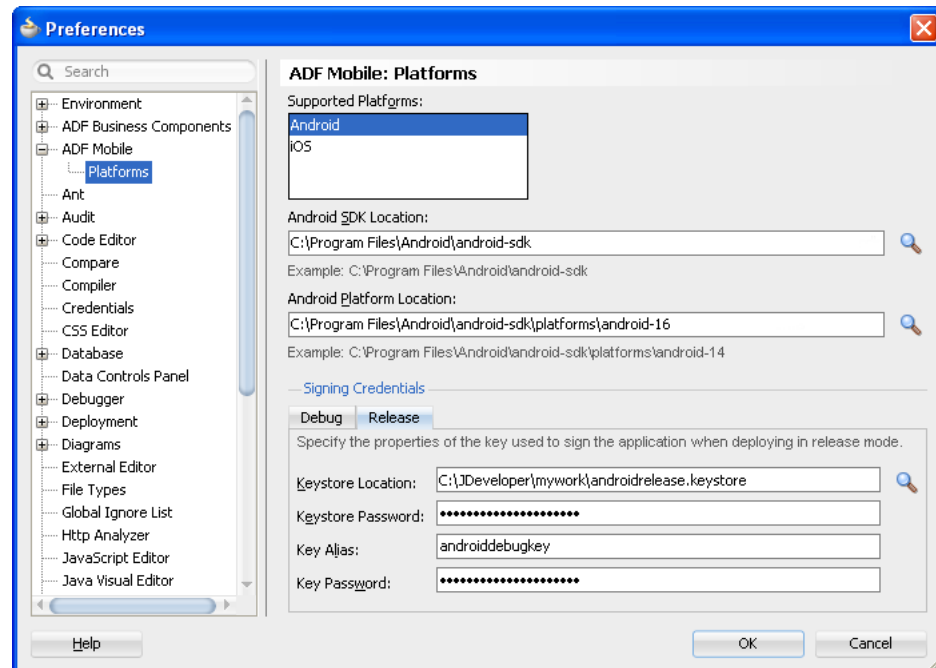 Preferences
Search
Environment
ADF Business Components
ADF Mobile
Platforms
Ant
Audit
Code Editor
Compare
Compiler
Credentials
CSS Editor
Database
Data Controls Panel
Debugger
Deployment
Diagrams
External Editor
File Types
Global Ignore List
Http Analyzer
JavaScript Editor
Java Visual Editor
ADF Mobile: Platforms
Supported Platforms:
Android
iOS
Android SDK Location:
C:\Program Files\Android\android-sdk
Example: C:\Program Files\Android\android-sdk
Android Platform Location:
C:\Program Files\Android\android-sdk\platforms\android-16
Example: C:\Program Files\Android\android-sdk\platforms\android-14
Signing Credentials
Debug Release
Specify the properties of the key used to sign the application when deploying in release mode.
Keystore Location: C:\JDeveloper\mywork\androidrelease.keystore
Keystore Password: •••••••••••••••••••••
Key Alias: androiddebugkey
Key Password: •••••••••••••••••••••
Help OK Cancel